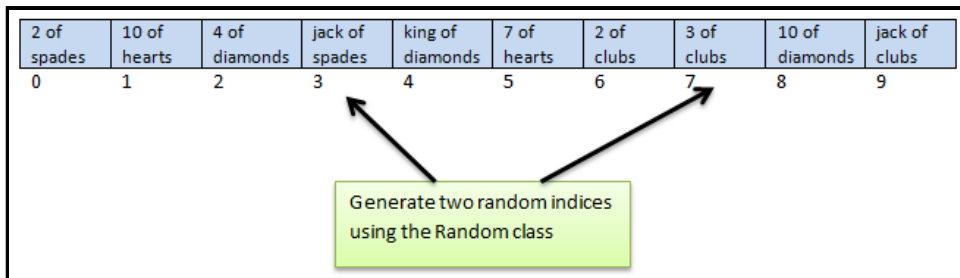 2 of spades
10 of hearts
4 of diamonds
jack of spades
king of diamonds
7 of hearts
2 of clubs
3 of clubs
10 of diamonds
jack of clubs
0 1 2 3 4 5 6 7 8 9
Generate two random indices
using the Random class